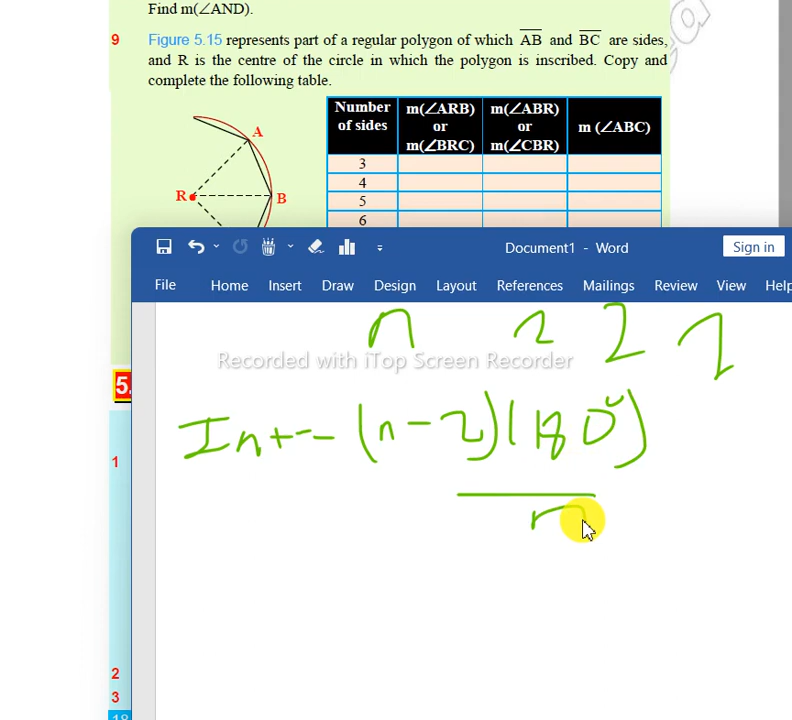 Find m(∠AND).
9 Figure 5.15 represents part of a regular polygon of which AB and BC are sides,
and R is the centre of the circle in which the polygon is inscribed. Copy and
complete the following table.
Number of sides
m(∠ARB) or m(∠BRC)
m(∠ABR) or m(∠CBR)
m (∠ABC)
3
4
5
6
A
R
B
Document1 - Word
Sign in
File Home Insert Draw Design Layout References Mailings Review View Help
Recorded with iTop Screen Recorder
n
Int-- (n-2)(180°)
n
5.
1
2
3
18